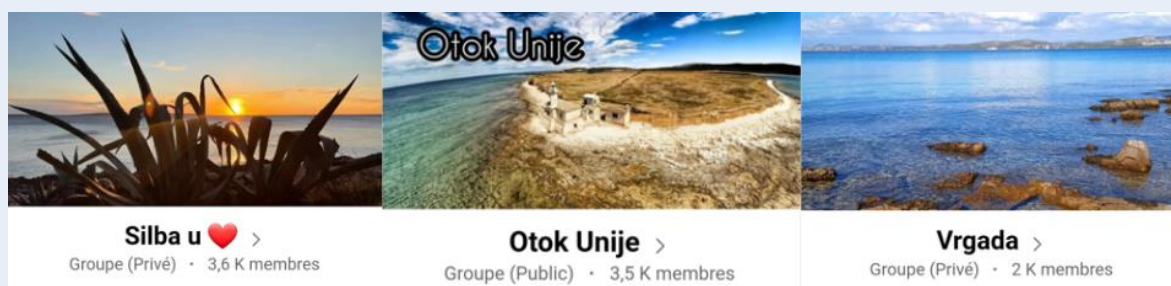 Silba u ❤️ >
Groupe (Privé) · 3,6 K membres
Otok Unije
Otok Unije >
Groupe (Public) · 3,5 K membres
Vrgada >
Groupe (Privé) · 2 K membres